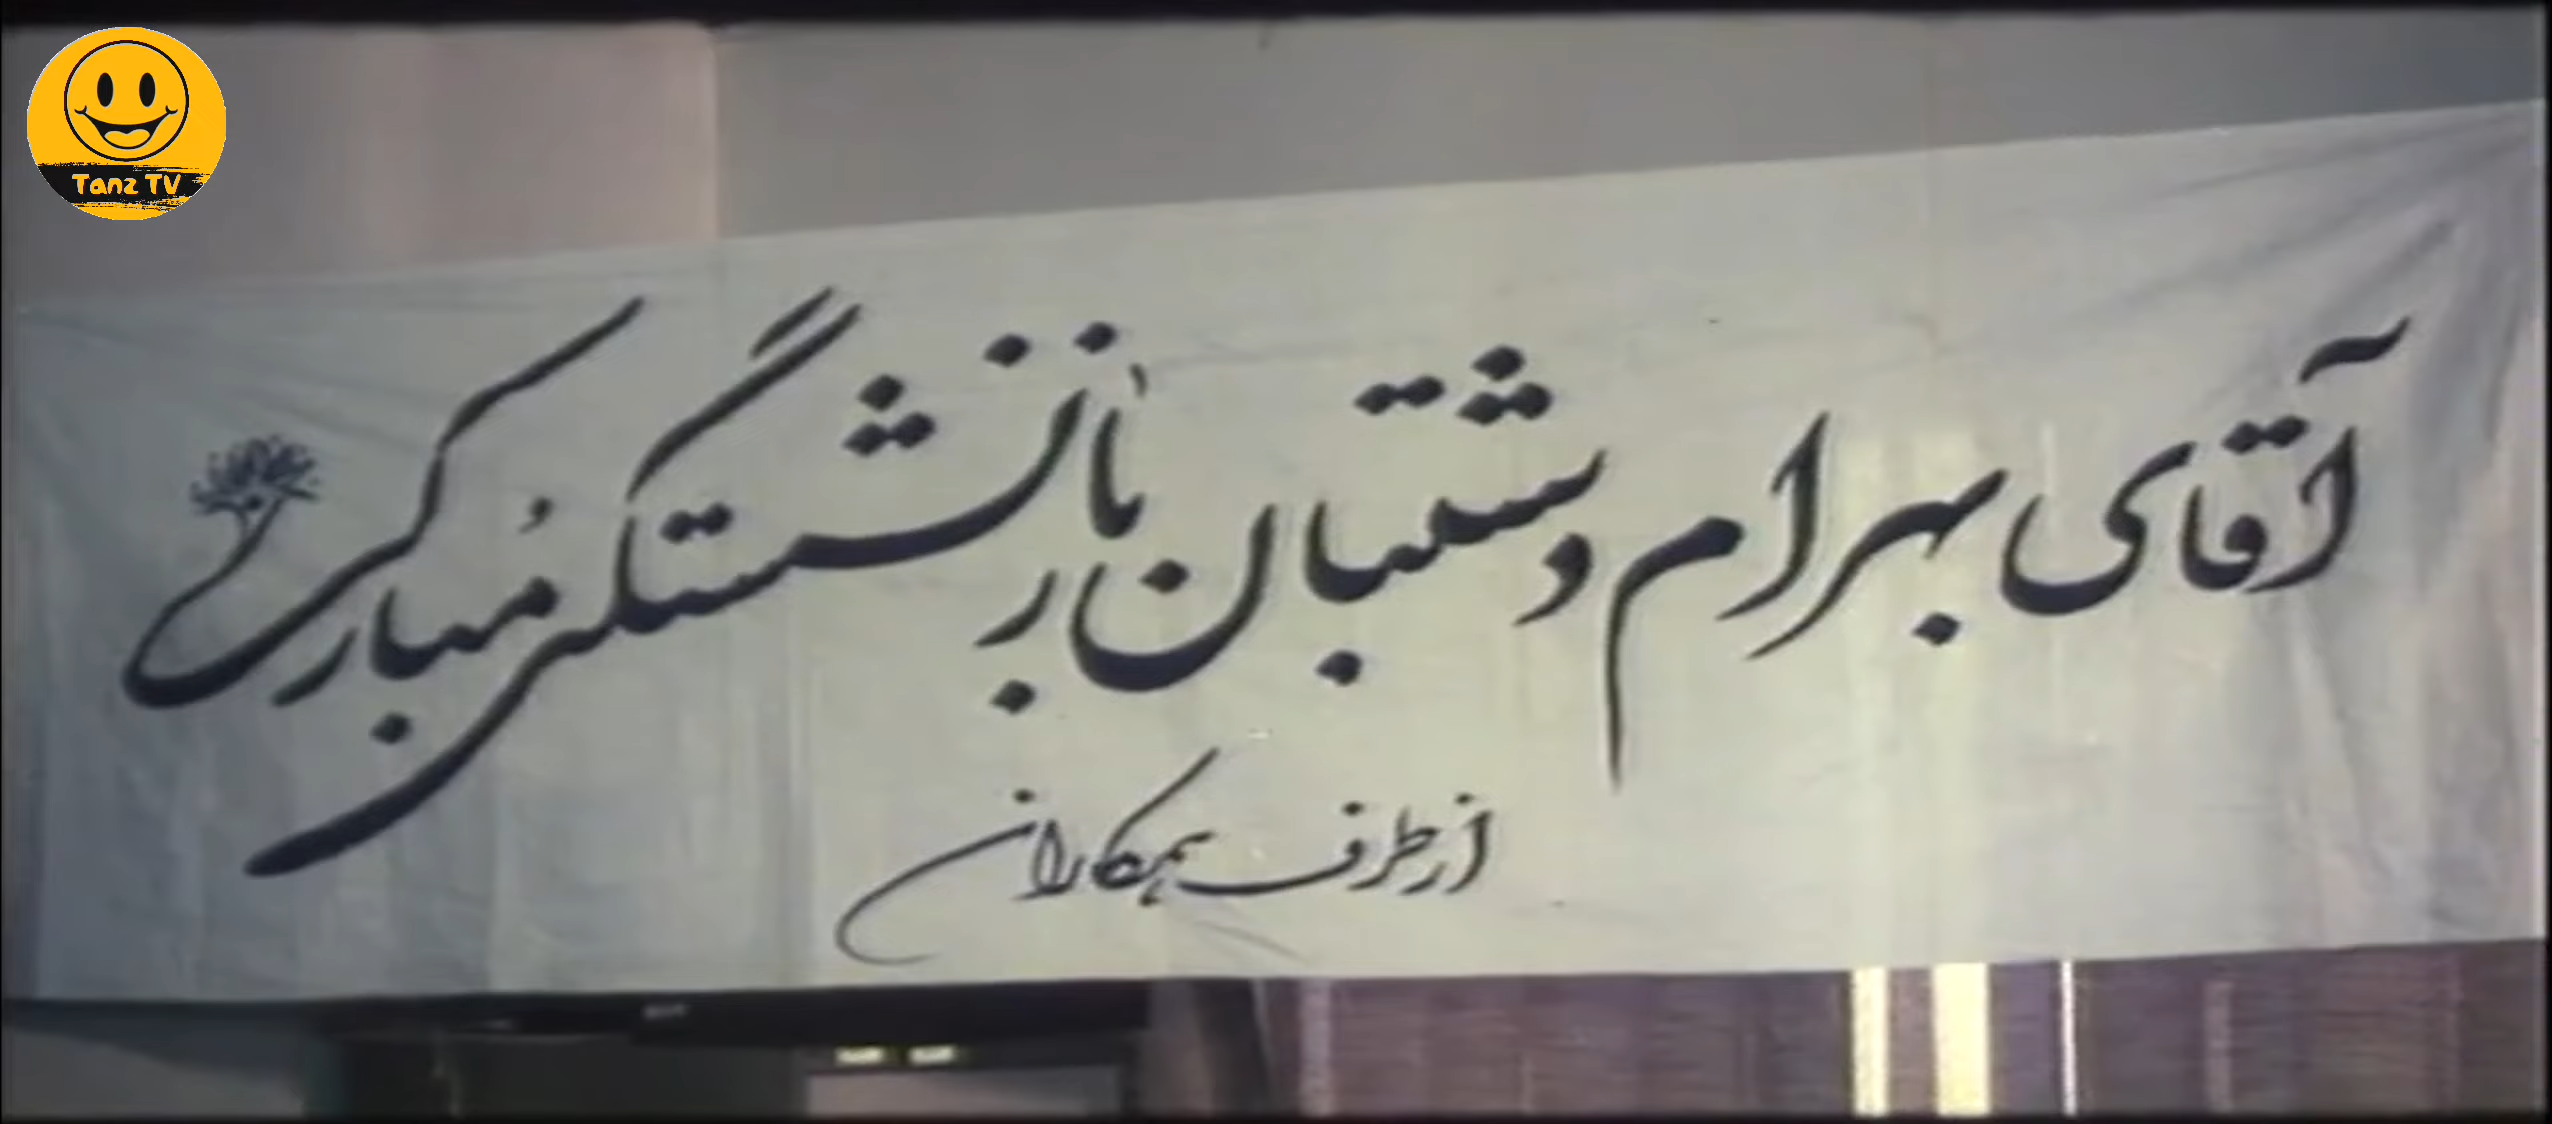 Tanz TV
آقای بهرام دشتبان بازنشستگی مبارک
از طرف همکاران